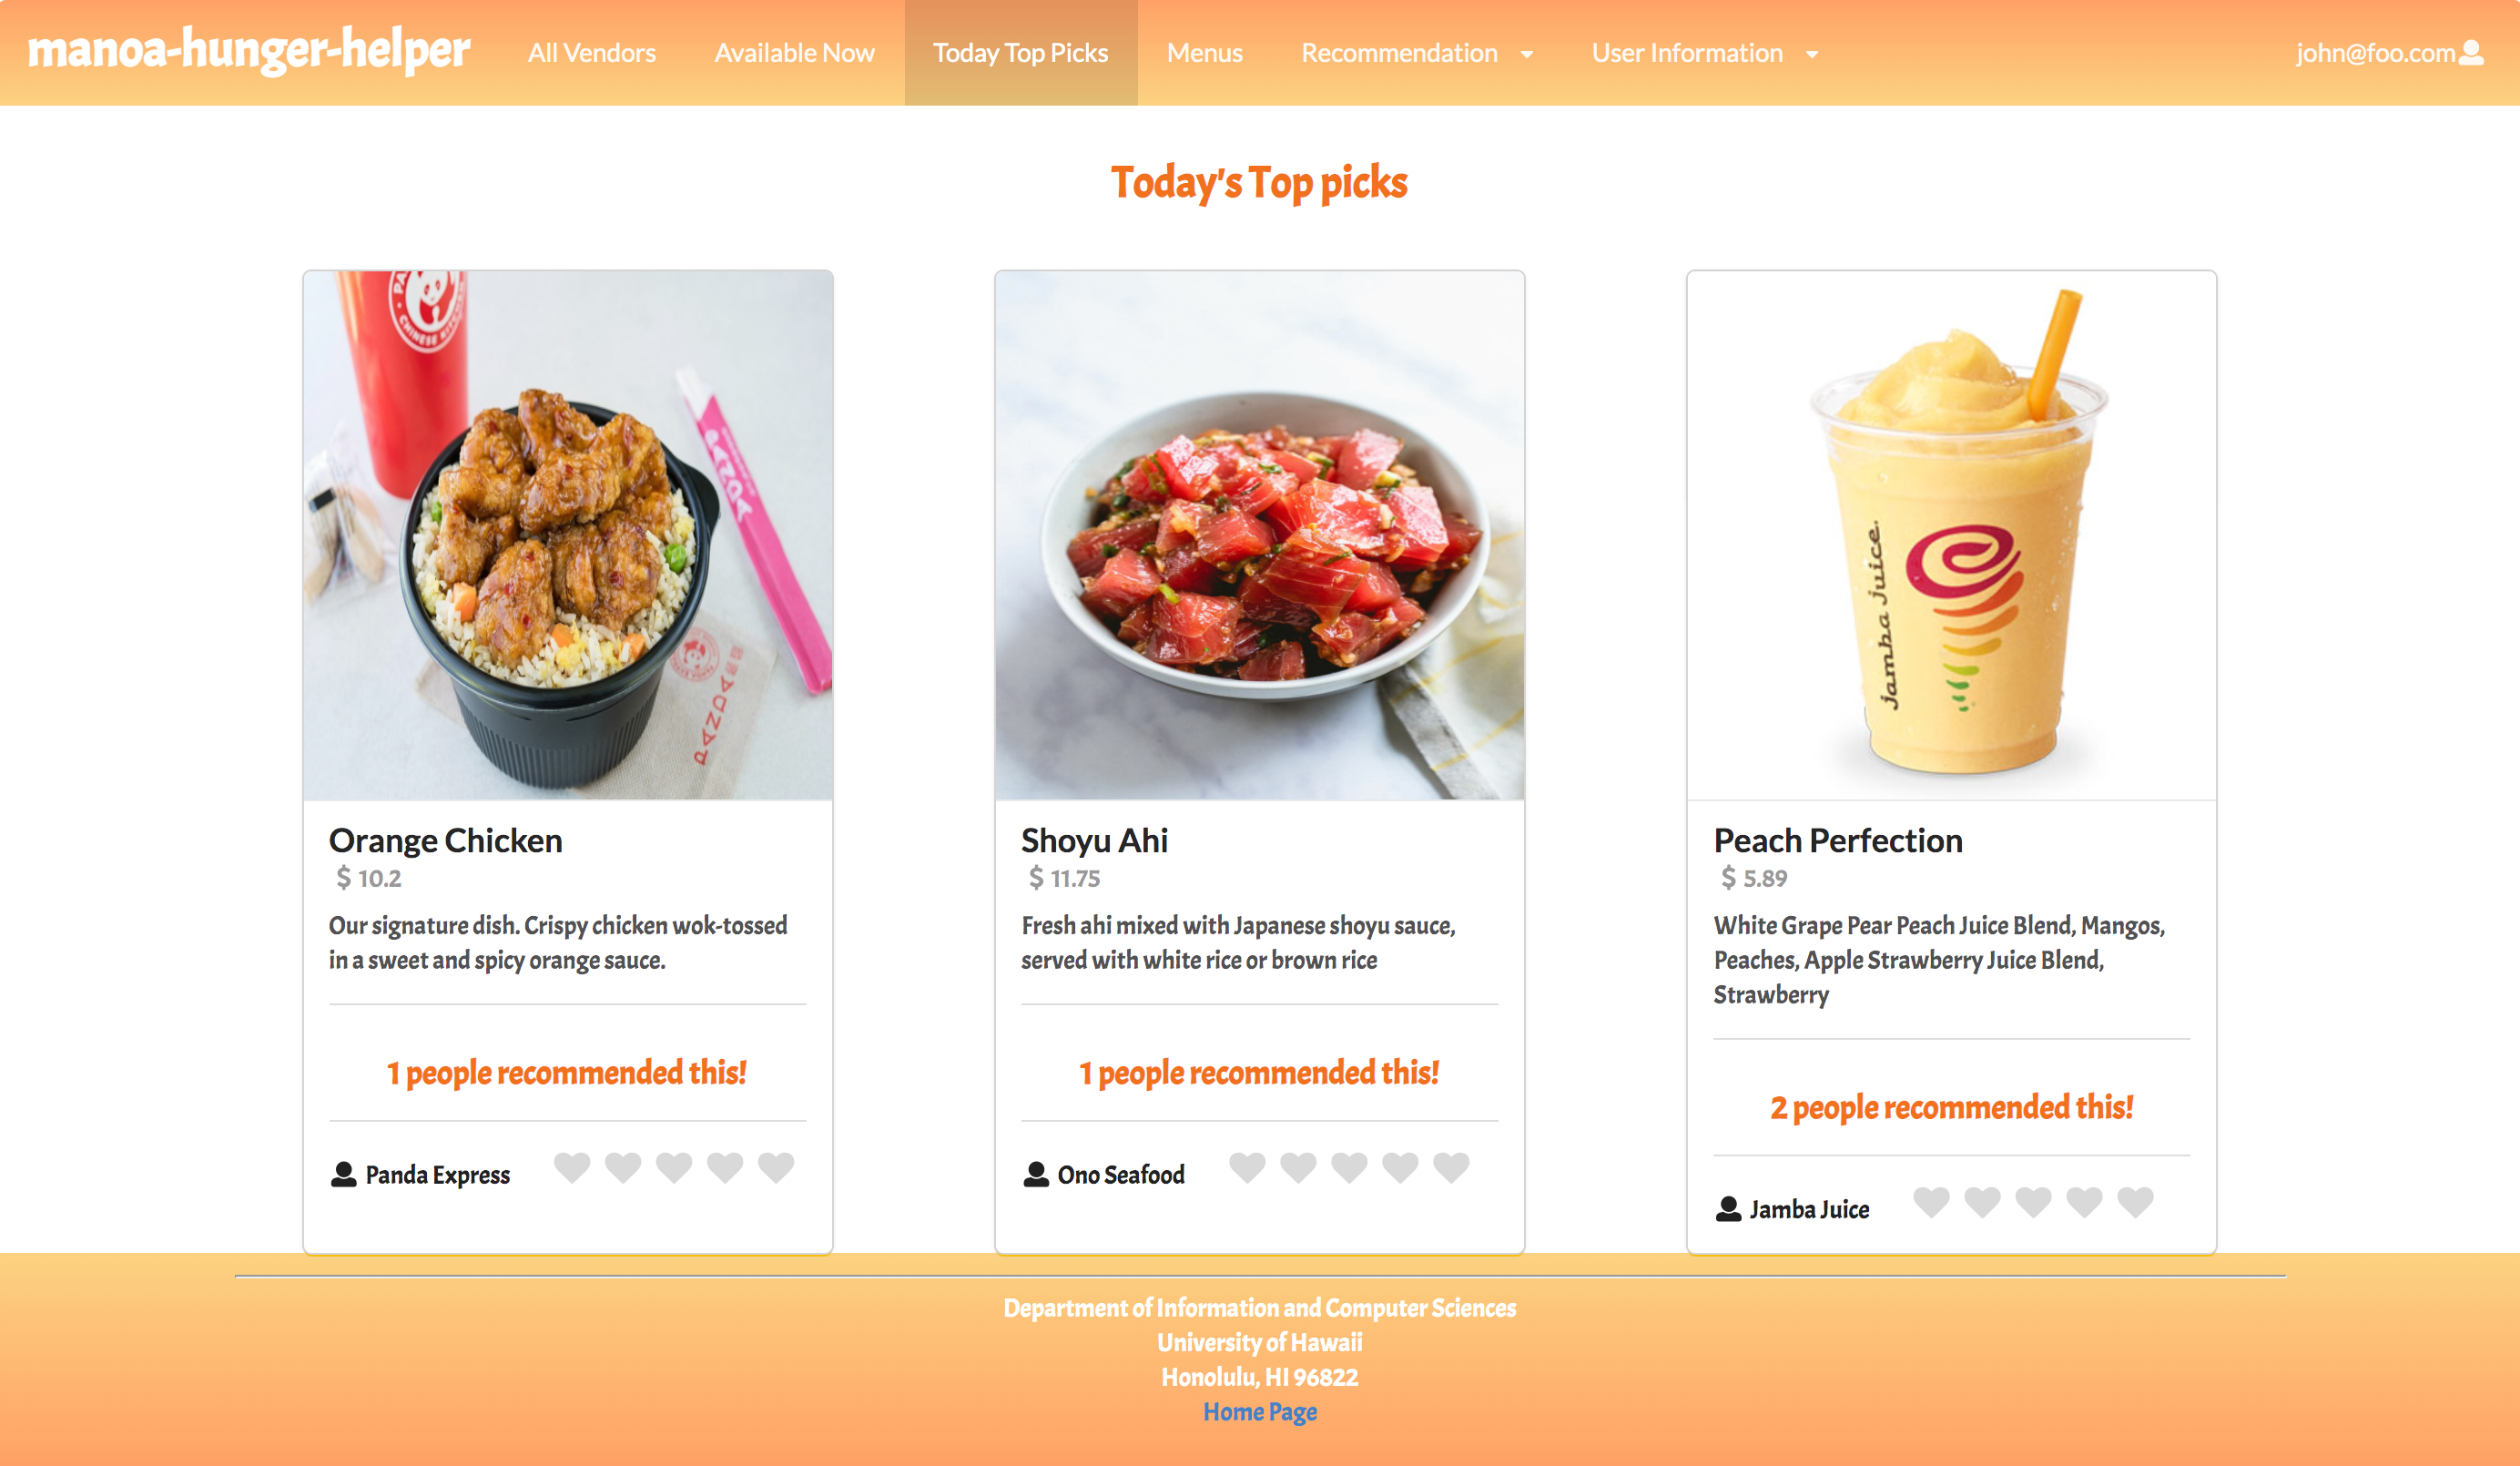 manoa-hunger-helper
All Vendors
Available Now
Today Top Picks
Menus
Recommendation
User Information
john@foo.com
Today's Top picks
CHINESE KITCHEN
PANDA
PANDA
jamba juice.
Orange Chicken
$ 10.2
Our signature dish. Crispy chicken wok-tossed
in a sweet and spicy orange sauce.
1 people recommended this!
Panda Express
Shoyu Ahi
$ 11.75
Fresh ahi mixed with Japanese shoyu sauce,
served with white rice or brown rice
1 people recommended this!
Ono Seafood
Peach Perfection
$ 5.89
White Grape Pear Peach Juice Blend, Mangos,
Peaches, Apple Strawberry Juice Blend,
Strawberry
2 people recommended this!
Jamba Juice
Department of Information and Computer Sciences
University of Hawaii
Honolulu, HI 96822
Home Page